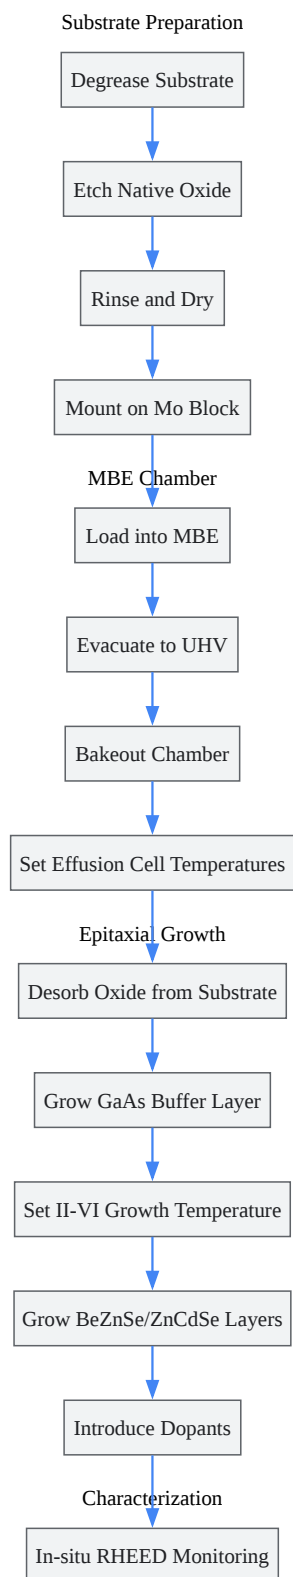 Substrate Preparation
Degrease Substrate
Etch Native Oxide
Rinse and Dry
Mount on Mo Block
MBE Chamber
Load into MBE
Evacuate to UHV
Bakeout Chamber
Set Effusion Cell Temperatures
Epitaxial Growth
Desorb Oxide from Substrate
Grow GaAs Buffer Layer
Set II-VI Growth Temperature
Grow BeZnSe/ZnCdSe Layers
Introduce Dopants
Characterization
In-situ RHEED Monitoring